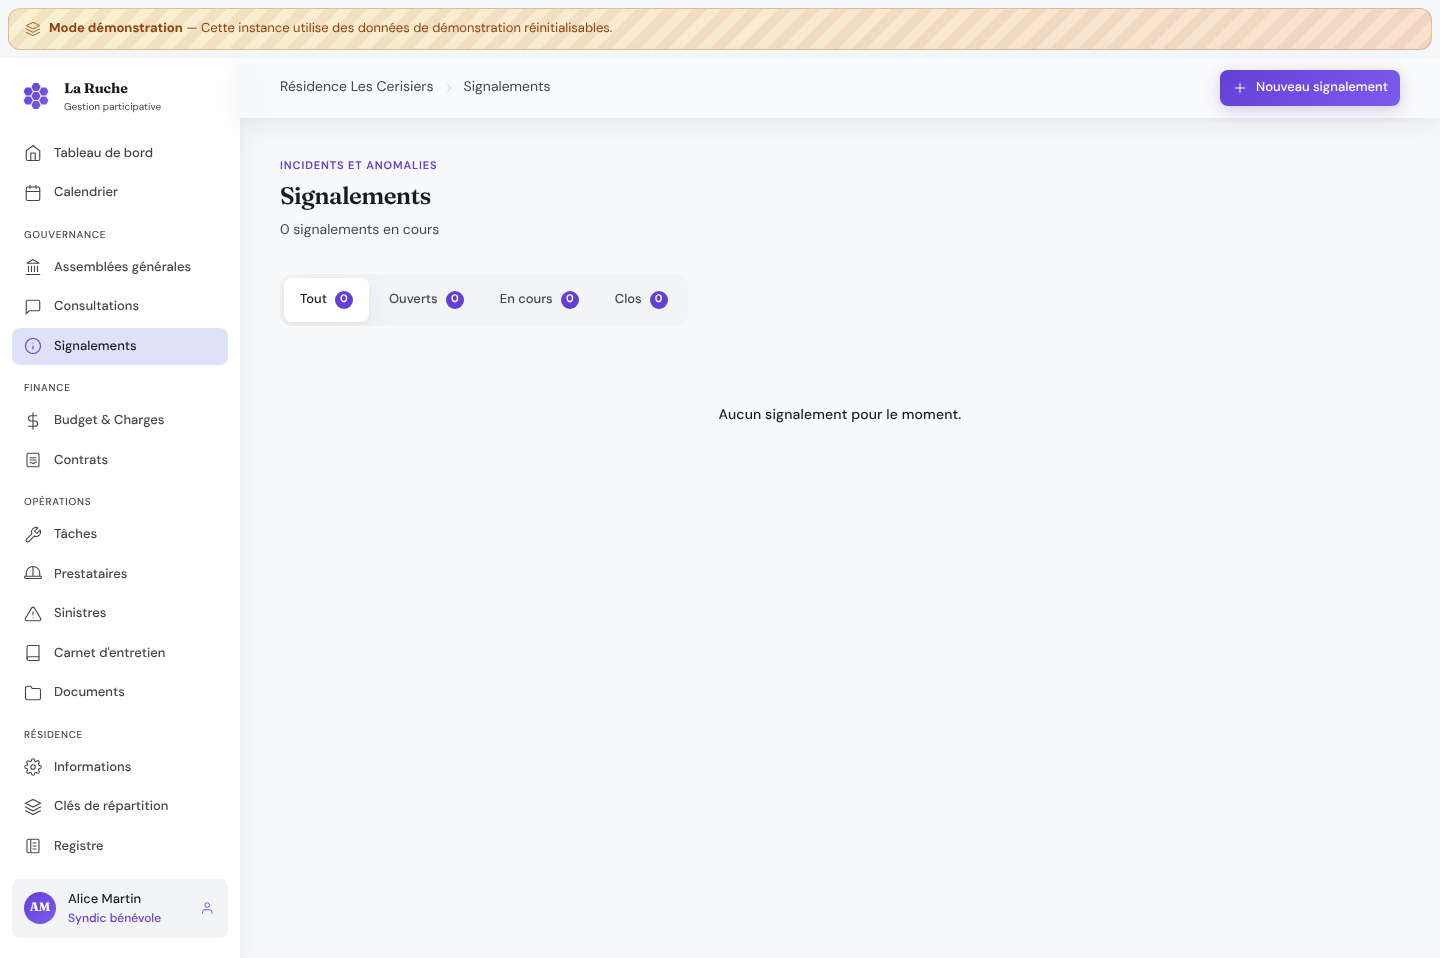 Mode démonstration — Cette instance utilise des données de démonstration réinitialisables.
La Ruche
Gestion participative
Tableau de bord
Calendrier
GOUVERNANCE
Assemblées générales
Consultations
Signalements
FINANCE
Budget & Charges
Contrats
OPÉRATIONS
Tâches
Prestataires
Sinistres
Carnet d'entretien
Documents
RÉSIDENCE
Informations
Clés de répartition
Registre
AM
Alice Martin
Syndic bénévole
Résidence Les Cerisiers > Signalements
Nouveau signalement
INCIDENTS ET ANOMALIES
Signalements
0 signalements en cours
Tout 0 Ouverts 0 En cours 0 Clos 0
Aucun signalement pour le moment.